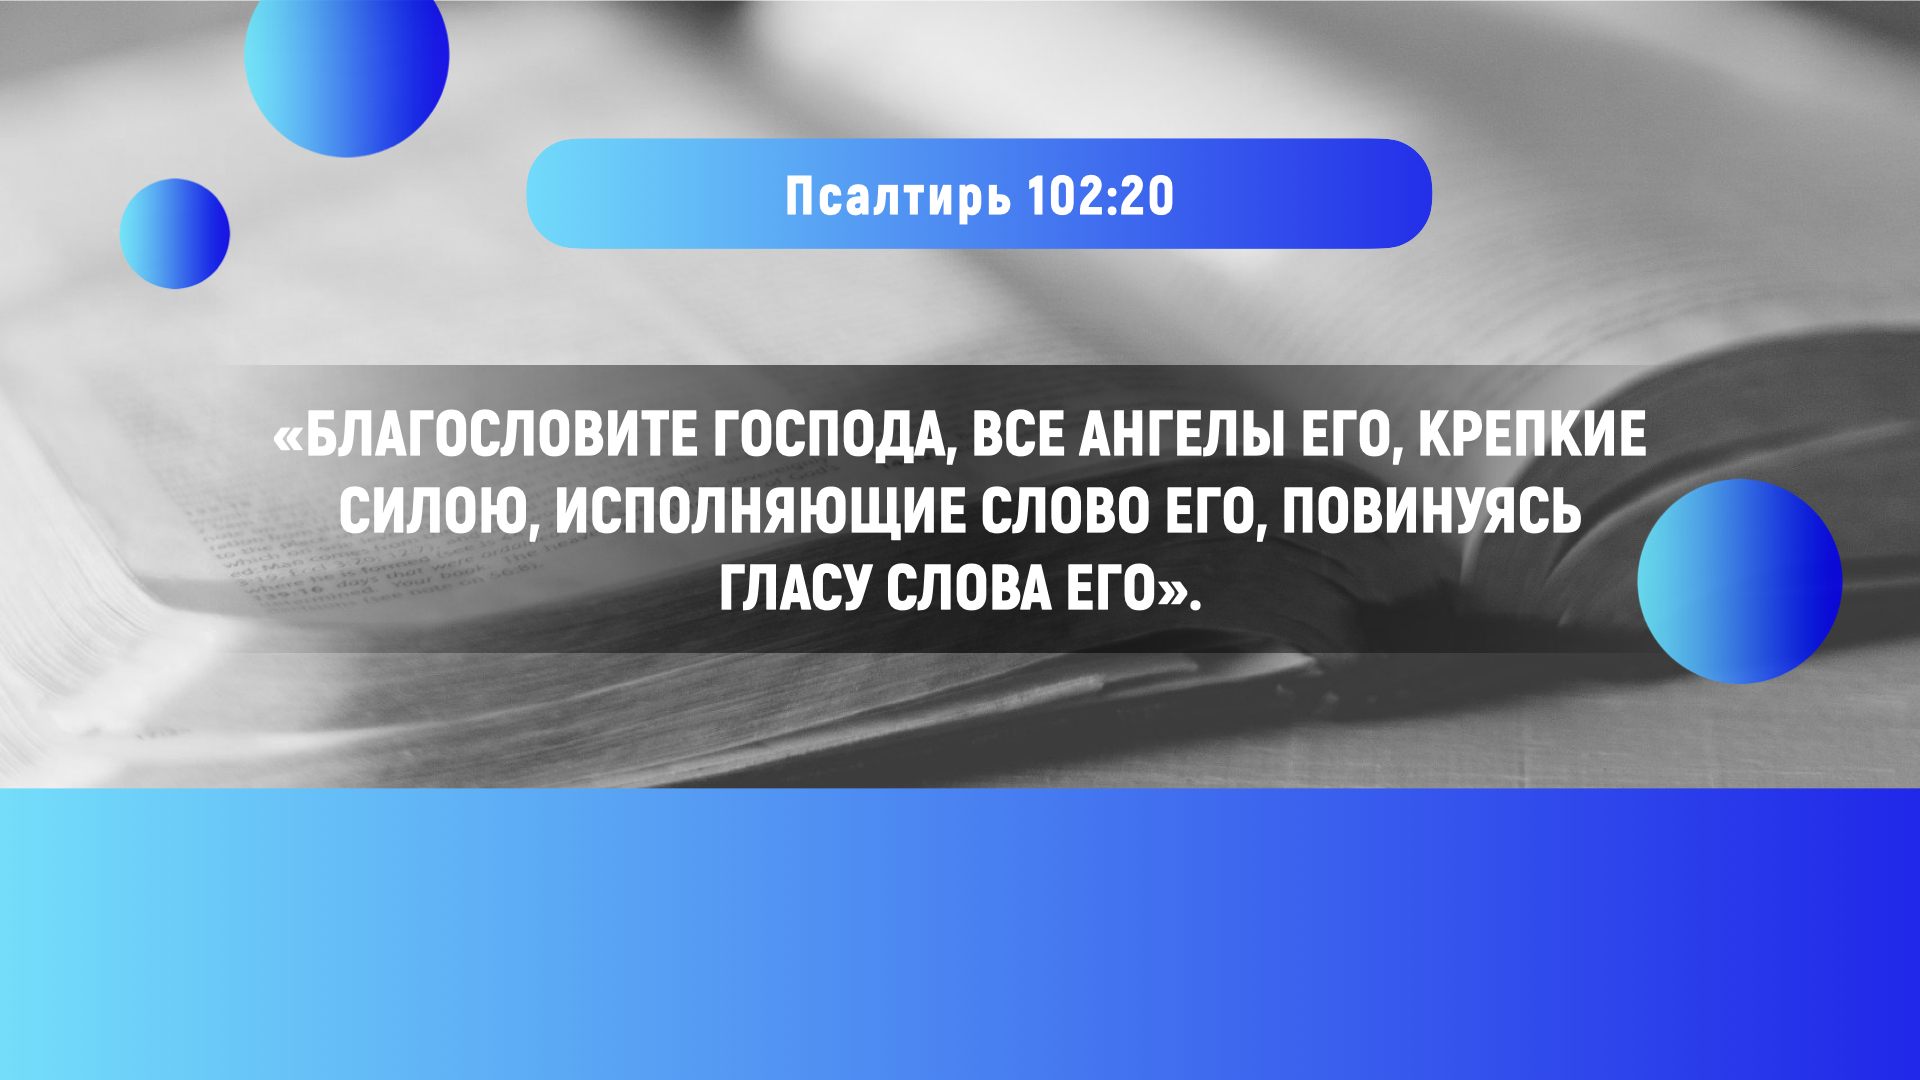 Псалтирь 102:20
«БЛАГОСЛОВИТЕ ГОСПОДА, ВСЕ АНГЕЛЫ ЕГО, КРЕПКИЕ
СИЛОЮ, ИСПОЛНЯЮЩИЕ СЛОВО ЕГО, ПОВИНУЯСЬ
ГЛАСУ СЛОВА ЕГО».